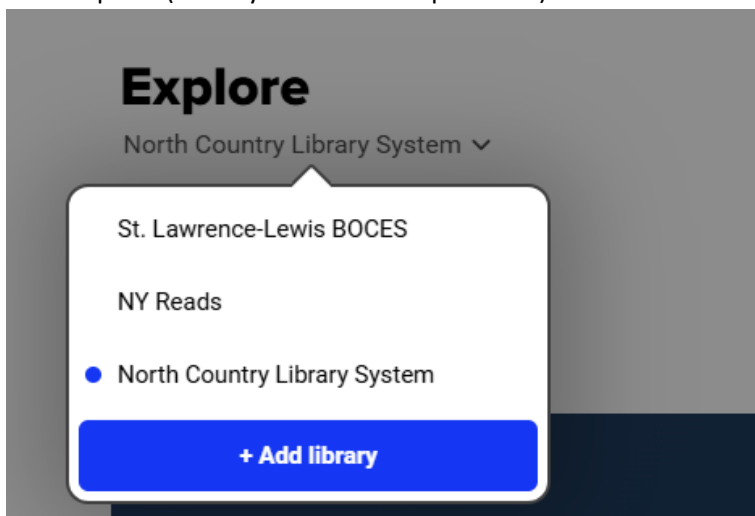 Explore
North Country Library System
St. Lawrence-Lewis BOCES
NY Reads
North Country Library System
+ Add library